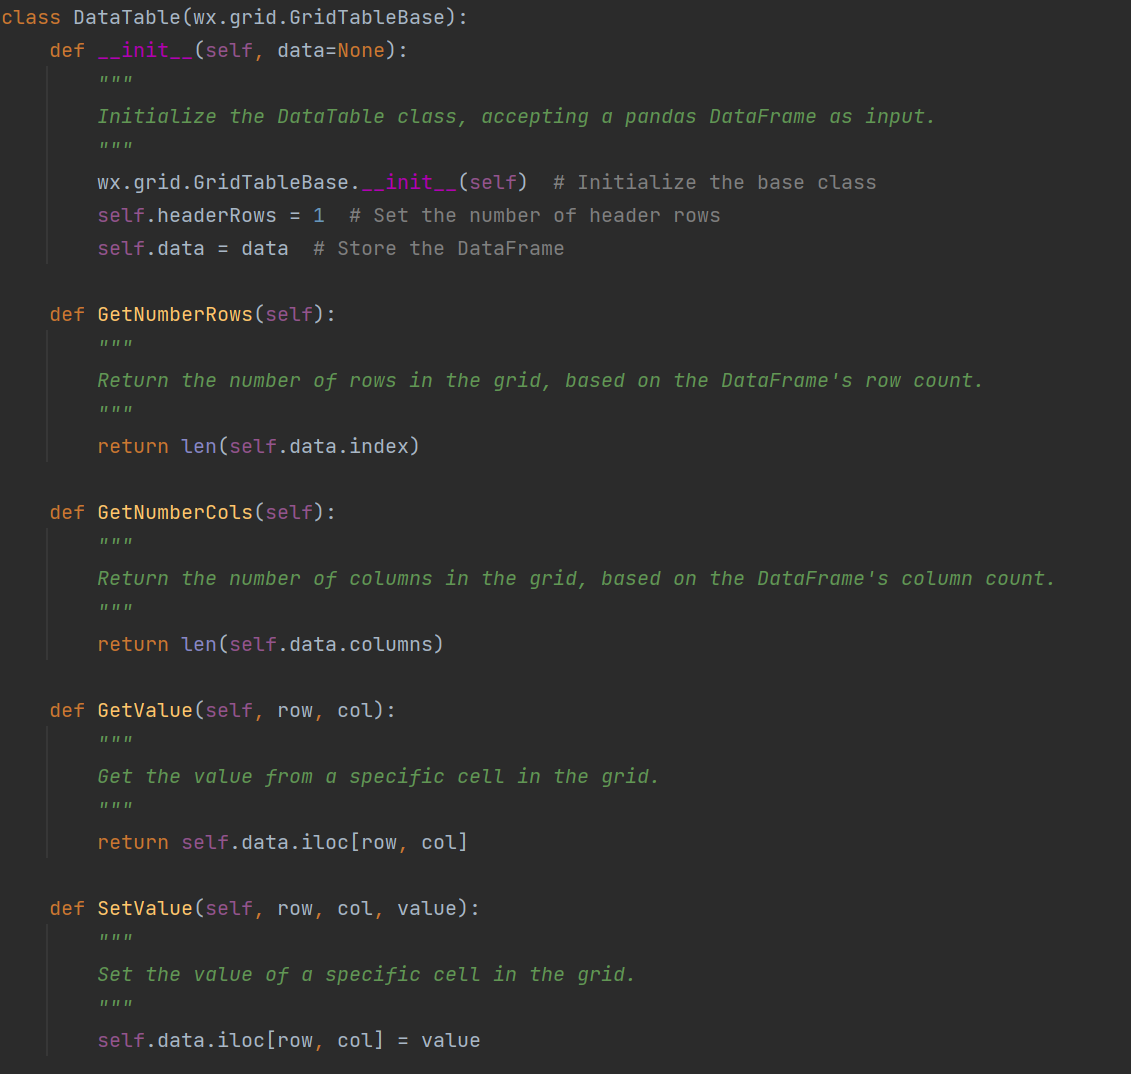 class DataTable(wx.grid.GridTableBase):
    def __init__(self, data=None):
        """
        Initialize the DataTable class, accepting a pandas DataFrame as input.
        """
        wx.grid.GridTableBase.__init__(self)  # Initialize the base class
        self.headerRows = 1  # Set the number of header rows
        self.data = data  # Store the DataFrame

    def GetNumberRows(self):
        """
        Return the number of rows in the grid, based on the DataFrame's row count.
        """
        return len(self.data.index)

    def GetNumberCols(self):
        """
        Return the number of columns in the grid, based on the DataFrame's column count.
        """
        return len(self.data.columns)

    def GetValue(self, row, col):
        """
        Get the value from a specific cell in the grid.
        """
        return self.data.iloc[row, col]

    def SetValue(self, row, col, value):
        """
        Set the value of a specific cell in the grid.
        """
        self.data.iloc[row, col] = value